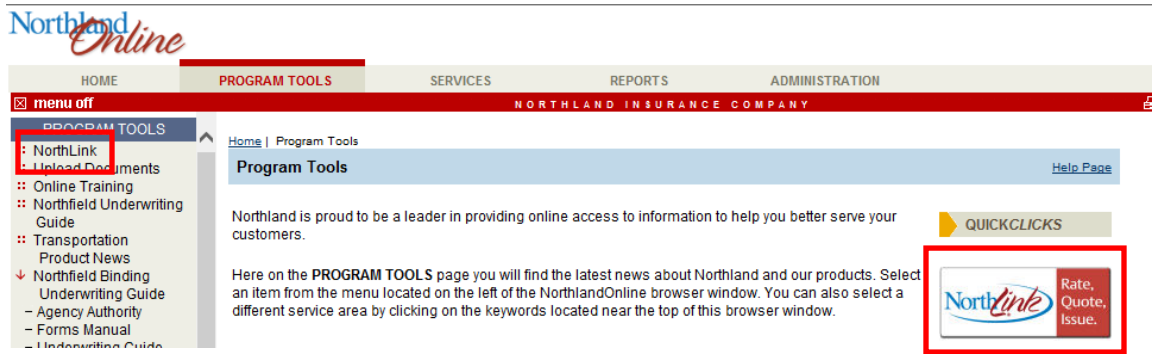 Northland Online
HOME PROGRAM TOOLS SERVICES REPORTS ADMINISTRATION
menu off NORTHLAND INSURANCE COMPANY
PROGRAM TOOLS
NorthLink
Upload Documents
Online Training
Northfield Underwriting
Guide
Transportation
Product News
Northfield Binding
Underwriting Guide
– Agency Authority
– Forms Manual
– Underwriting Guide
Home | Program Tools
Program Tools Help Page
Northland is proud to be a leader in providing online access to information to help you better serve your
customers.
Here on the PROGRAM TOOLS page you will find the latest news about Northland and our products. Select
an item from the menu located on the left of the NorthlandOnline browser window. You can also select a
different service area by clicking on the keywords located near the top of this browser window.
QUICKCLICKS
NorthLink
Rate,
Quote,
Issue.